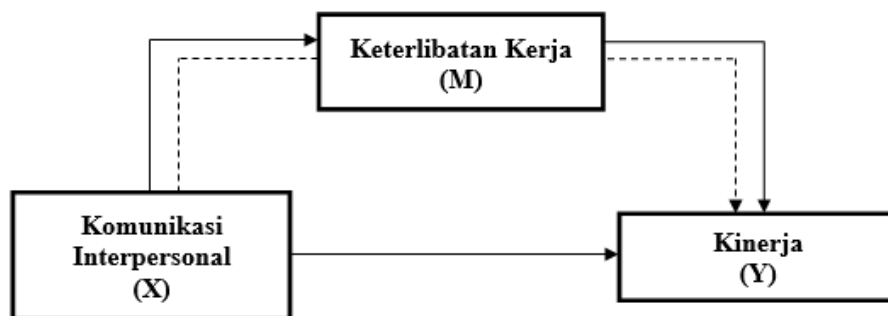 Keterlibatan Kerja
(M)
Komunikasi
Interpersonal
(X)
Kinerja
(Y)